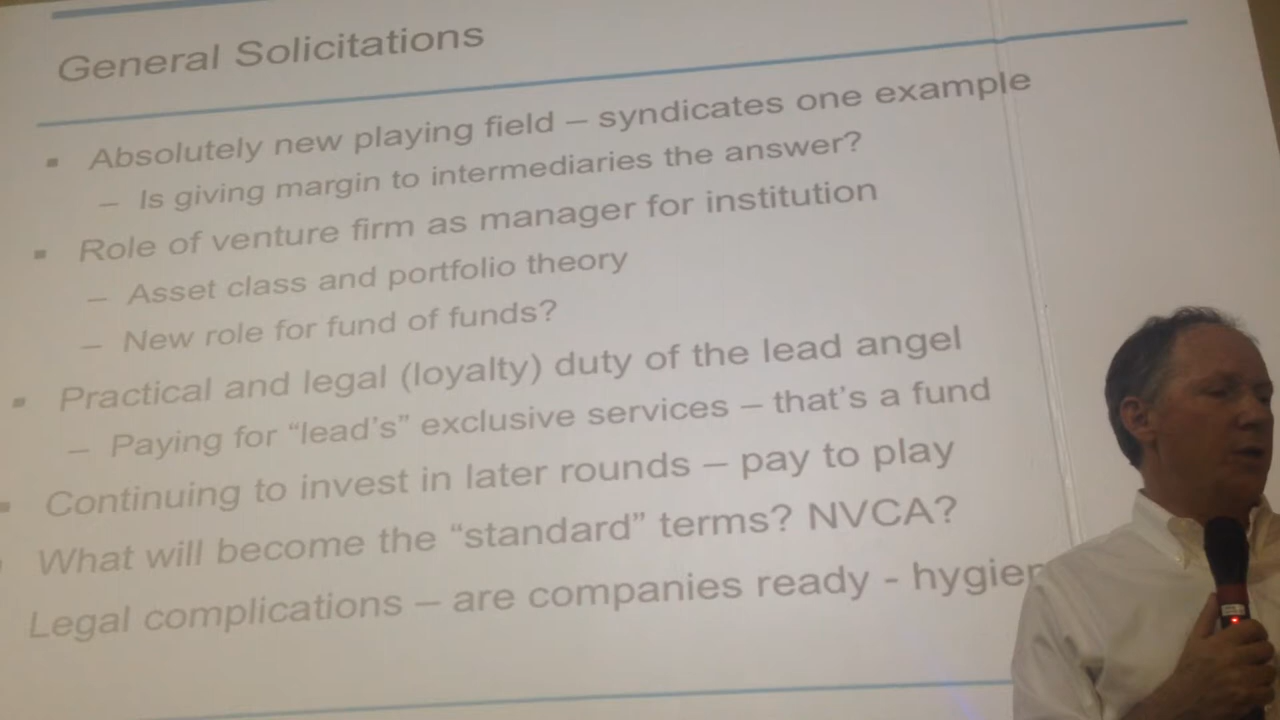 General Solicitations
▪ Absolutely new playing field – syndicates one example
– Is giving margin to intermediaries the answer?
▪ Role of venture firm as manager for institution
– Asset class and portfolio theory
– New role for fund of funds?
▪ Practical and legal (loyalty) duty of the lead angel
– Paying for “lead’s” exclusive services – that’s a fund
▪ Continuing to invest in later rounds – pay to play
What will become the “standard” terms? NVCA?
Legal complications – are companies ready -